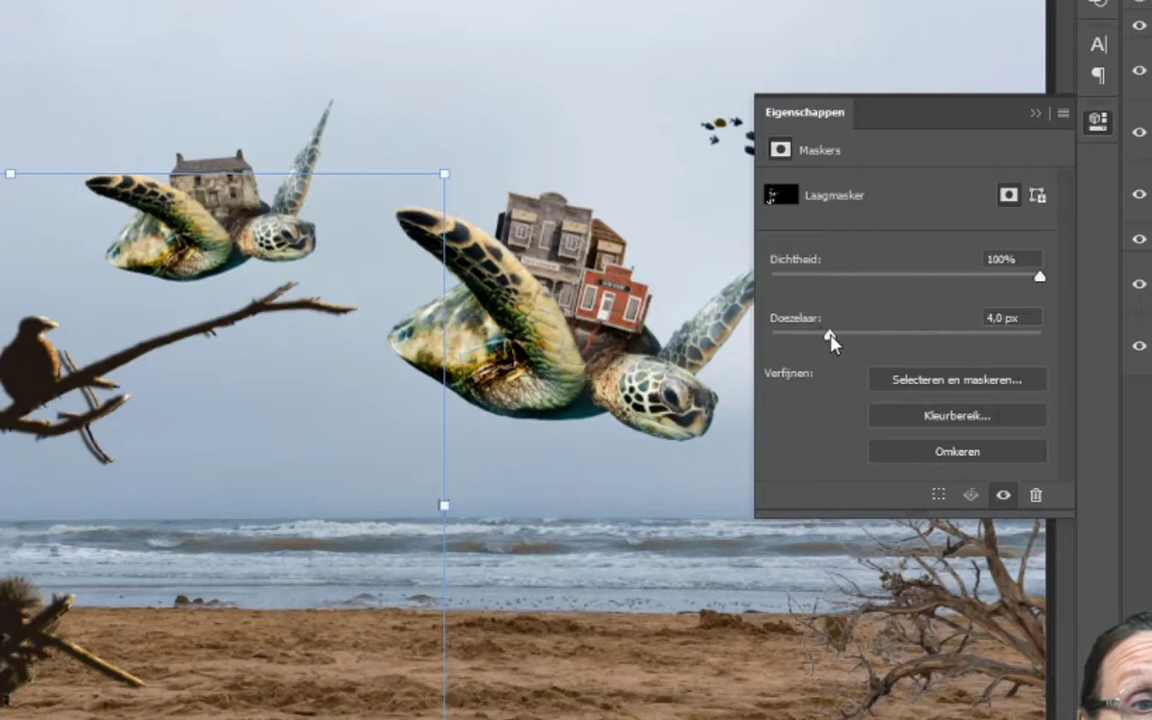 Eigenschappen
Maskers
Laagmasker
Dichtheid: 100%
Doezelaar: 4,0 px
Verfijnen:
Selecteren en maskeren...
Kleurbereik...
Omkeren